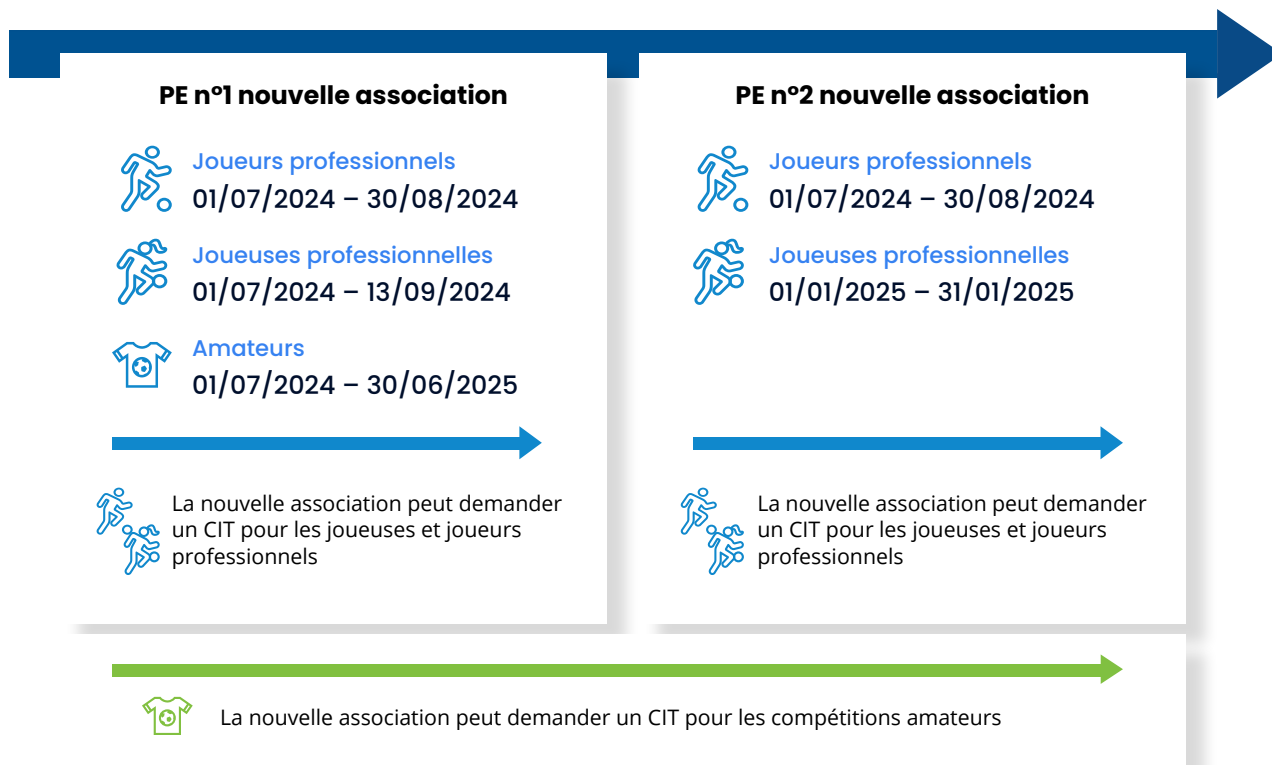 PE nº1 nouvelle association
Joueurs professionnels
01/07/2024 – 30/08/2024
Joueuses professionnelles
01/07/2024 – 13/09/2024
Amateurs
01/07/2024 – 30/06/2025
La nouvelle association peut demander
un CIT pour les joueuses et joueurs
professionnels
PE nº2 nouvelle association
Joueurs professionnels
01/07/2024 – 30/08/2024
Joueuses professionnelles
01/01/2025 – 31/01/2025
La nouvelle association peut demander
un CIT pour les joueuses et joueurs
professionnels
La nouvelle association peut demander un CIT pour les compétitions amateurs